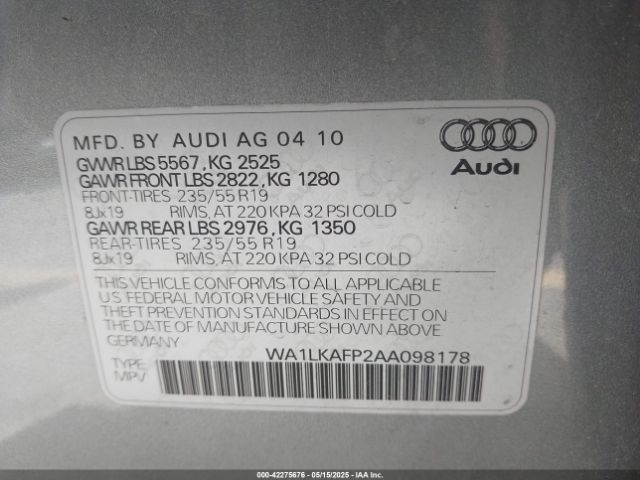 MFD. BY AUDI AG 04 10
GVWR LBS 5567, KG 2525
GAWR FRONT LBS 2822, KG 1280
FRONT-TIRES 235/55 R19
8Jx19 RIMS, AT 220 KPA 32 PSI COLD
GAWR REAR LBS 2976, KG 1350
REAR-TIRES 235/55 R19
8Jx19 RIMS, AT 220 KPA 32 PSI COLD
Audi
THIS VEHICLE CONFORMS TO ALL APPLICABLE
U.S FEDERAL MOTOR VEHICLE SAFETY AND
THEFT PREVENTION STANDARDS IN EFFECT ON
THE DATE OF MANUFACTURE SHOWN ABOVE
GERMANY
WA1LKAFP2AA098178
TYPE:
MPV
000-42275676 - 05/15/2025 - IAA Inc.